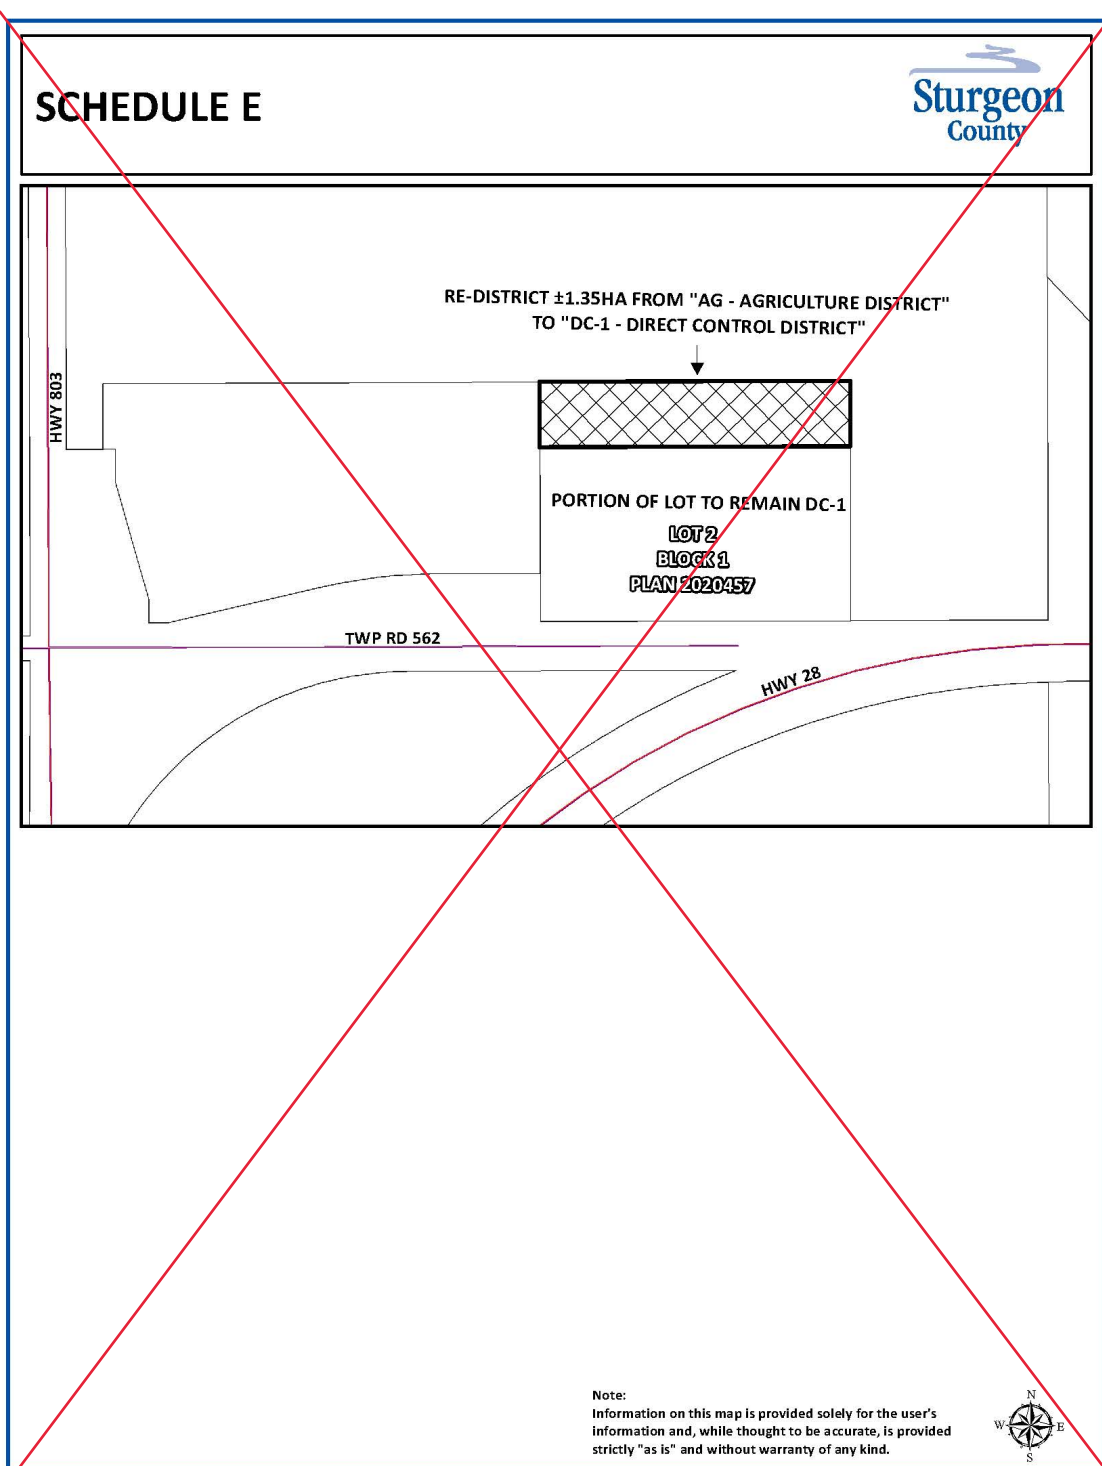 SCHEDULE E
Sturgeon
County
RE-DISTRICT ±1.35HA FROM "AG - AGRICULTURE DISTRICT"
TO "DC-1 - DIRECT CONTROL DISTRICT"
HWY 803
PORTION OF LOT TO REMAIN DC-1
LOT 2
BLOCK 1
PLAN 2020457
TWP RD 562
HWY 28
Note:
Information on this map is provided solely for the user's
information and, while thought to be accurate, is provided
strictly "as is" and without warranty of any kind.
N
W
E
S